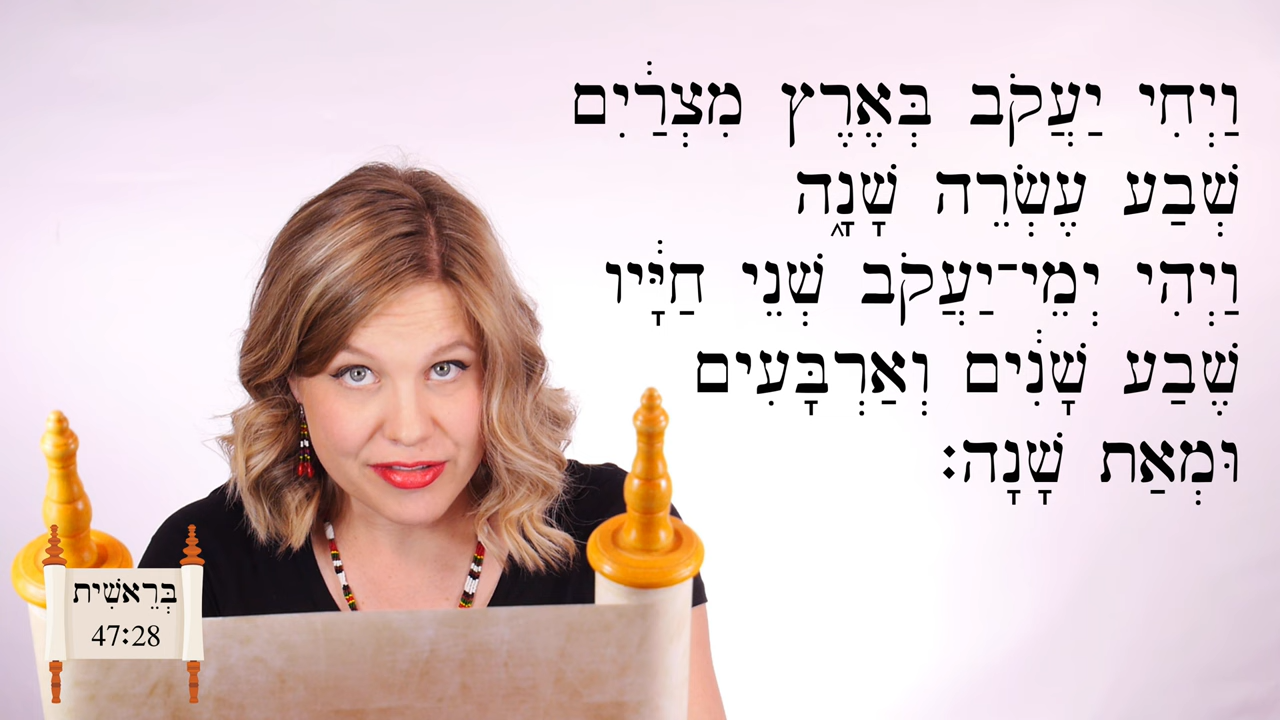 וַיְחִי יַעֲקֹב בְּאֶרֶץ מִצְרַ֔יִם
שְׁבַע עֶשְׂרֵה שָׁנָ֑ה
וַיְהִי יְמֵי־יַעֲקֹב שְׁנֵי חַיָּ֔יו
שֶׁבַע שָׁנִ֔ים וְאַרְבָּעִים
וּמְאַת שָׁנָה׃
בְּרֵאשִׁית
47:28